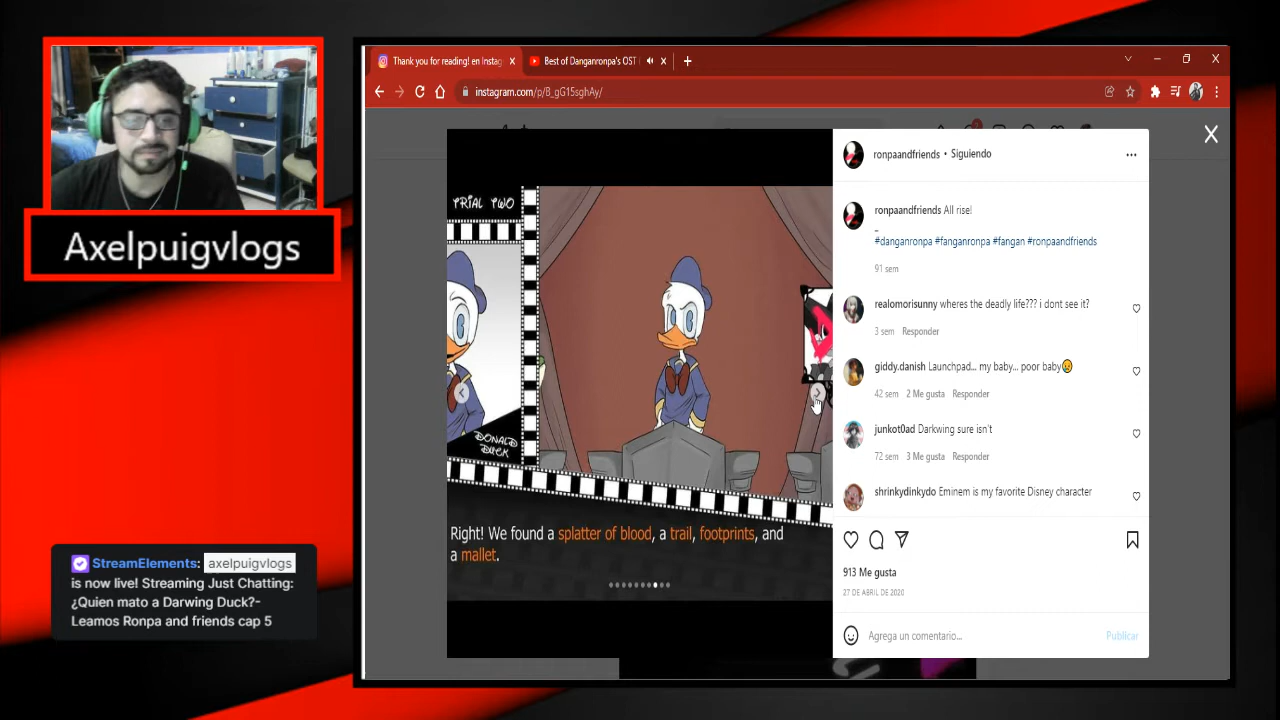 Axelpuigvlogs
StreamElements: axelpuigvlogs
is now live! Streaming Just Chatting:
¿Quien mato a Darwing Duck?-
Leamos Ronpa and friends cap 5
Thank you for reading! en Instag
Best of Danganronpa's OST
instagram.com/p/B_gG15sghAy/
TRIAL TWO
DONALD
DUCK
Right! We found a splatter of blood, a trail, footprints, and
a mallet.
ronpaandfriends • Siguiendo
ronpaandfriends All rise!
_
#danganronpa #fanganronpa #fangan #ronpaandfriends
91 sem
realomorisunny wheres the deadly life??? i dont see it?
3 sem Responder
giddy.danish Launchpad... my baby... poor baby😢
42 sem 2 Me gusta Responder
junkot0ad Darkwing sure isn't
72 sem 3 Me gusta Responder
shrinkydinkydo Eminem is my favorite Disney character
913 Me gusta
27 DE ABRIL DE 2020
Agrega un comentario...
Publicar